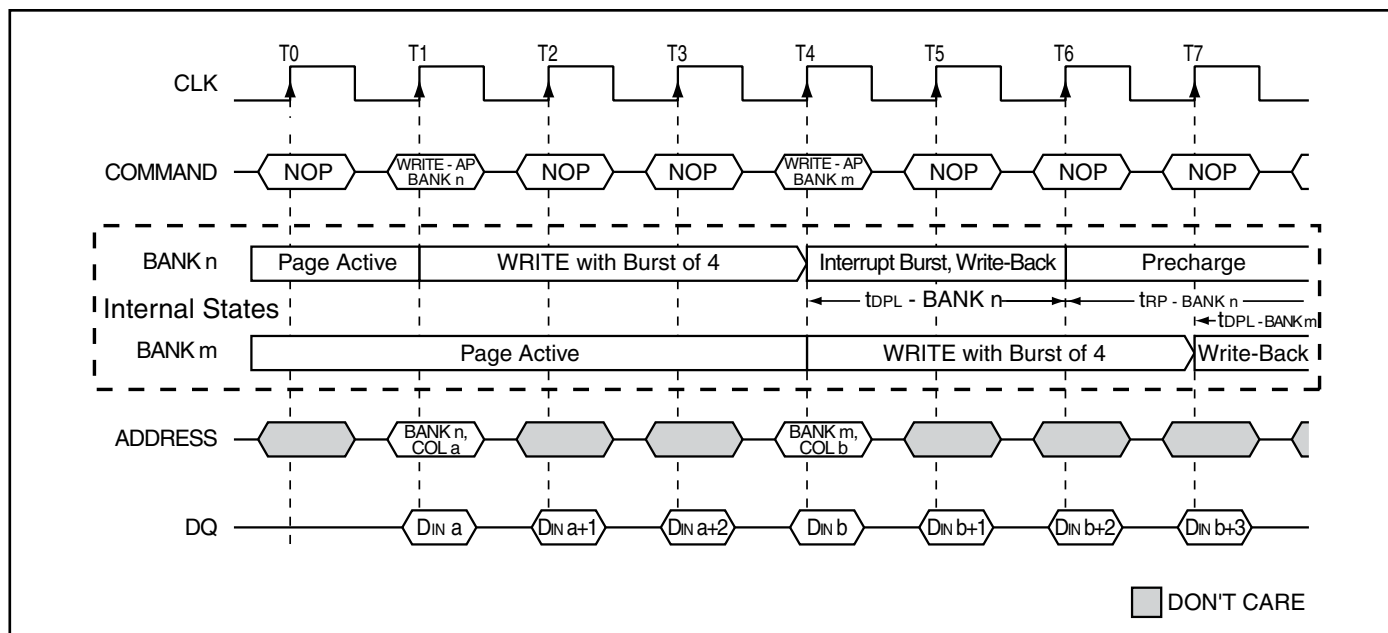 T0 T1 T2 T3 T4 T5 T6 T7
CLK
COMMAND NOP WRITE - AP BANK n NOP NOP WRITE - AP BANK m NOP NOP NOP
BANK n Page Active WRITE with Burst of 4 Interrupt Burst, Write-Back Precharge
Internal States tDPL - BANK n tRP - BANK n
tDPL - BANK m
BANK m Page Active WRITE with Burst of 4 Write-Back
ADDRESS BANK n, COL a BANK m, COL b
DQ DIN a DIN a+1 DIN a+2 DIN b DIN b+1 DIN b+2 DIN b+3
DON'T CARE